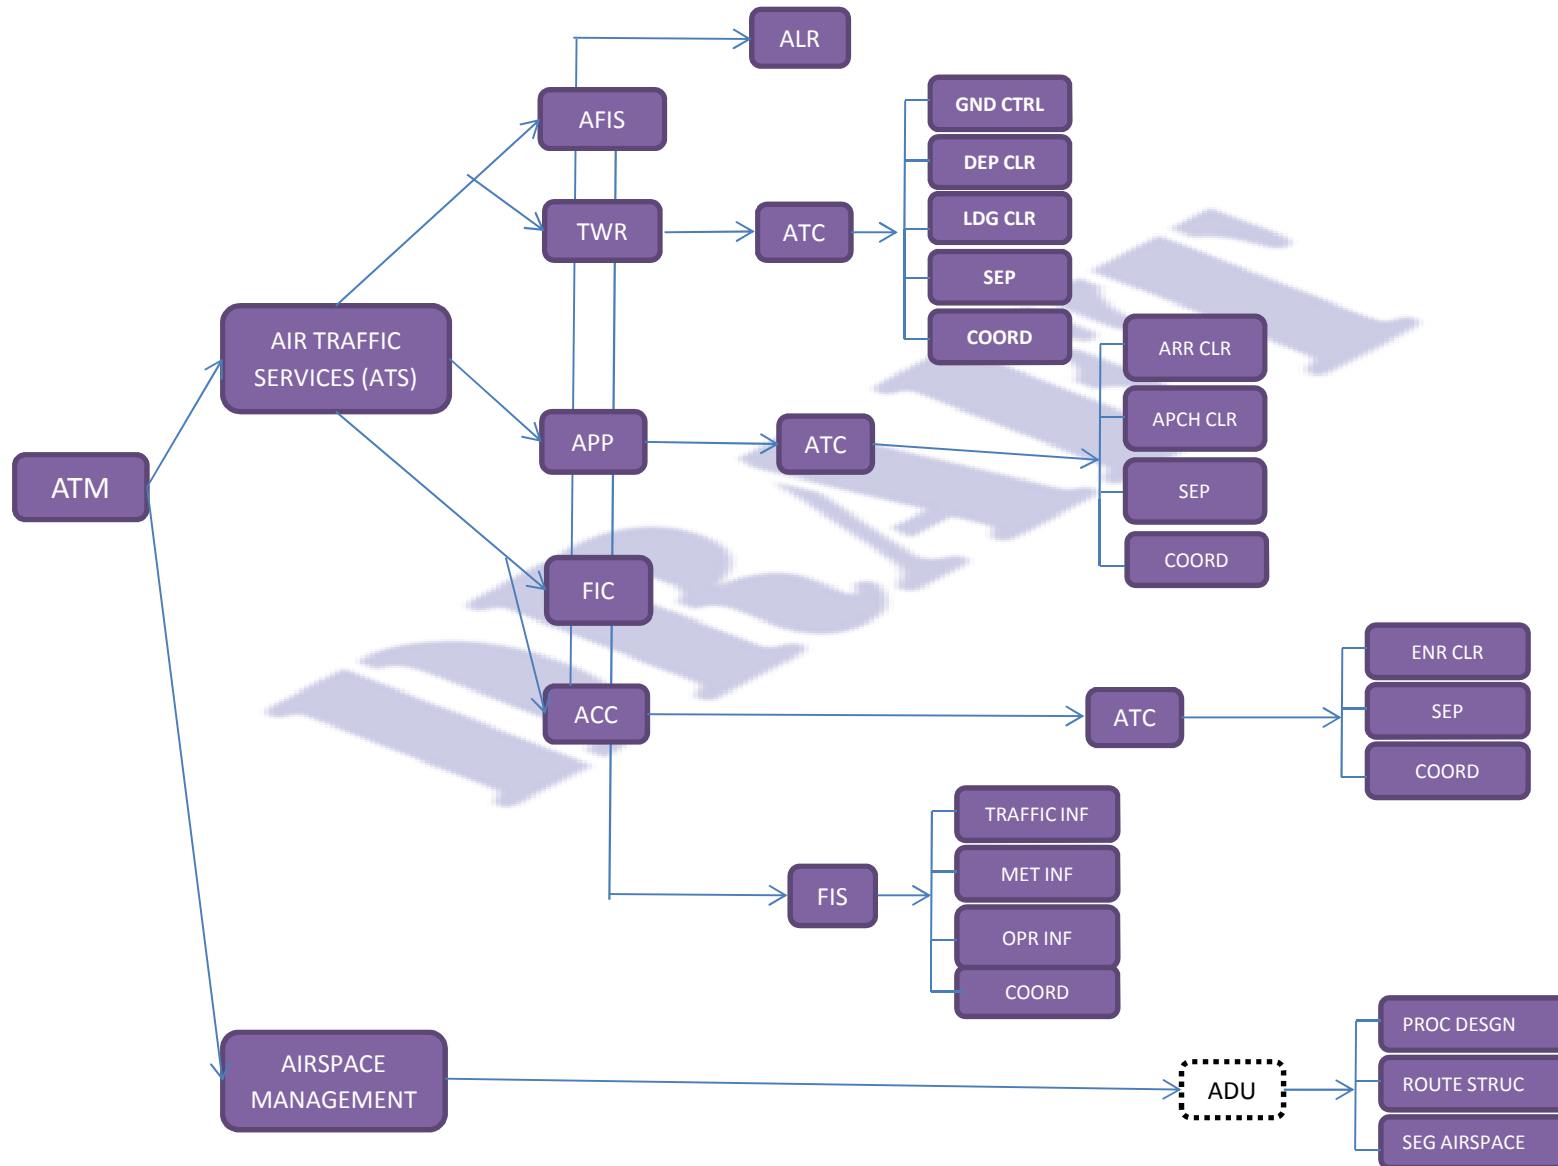 ALR
AFIS
GND CTRL
DEP CLR
TWR
ATC
LDG CLR
SEP
COORD
AIR TRAFFIC
SERVICES (ATS)
ARR CLR
APCH CLR
APP
ATC
SEP
COORD
ATM
FIC
ENR CLR
ACC
ATC
SEP
COORD
TRAFFIC INF
MET INF
FIS
OPR INF
COORD
AIRSPACE
MANAGEMENT
ADU
PROC DESGN
ROUTE STRUC
SEG AIRSPACE